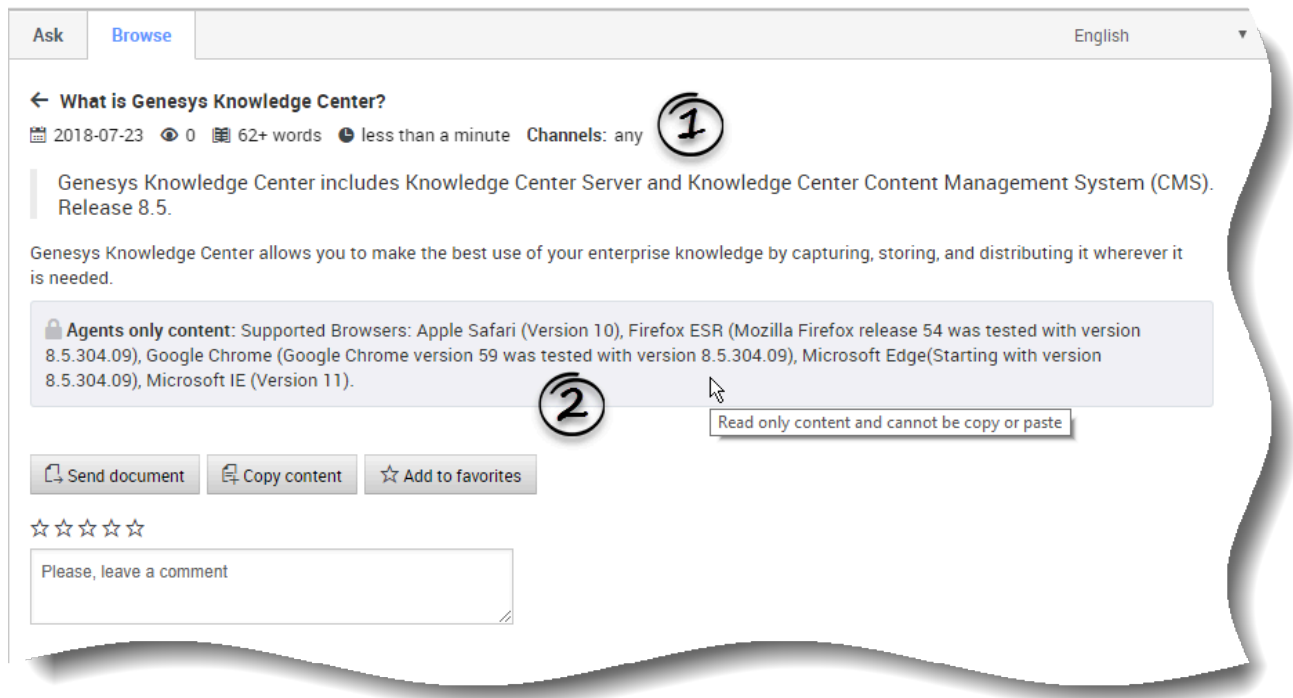 Ask Browse English
What is Genesys Knowledge Center?
2018-07-23 0 62+ words less than a minute Channels: any
1
Genesys Knowledge Center includes Knowledge Center Server and Knowledge Center Content Management System (CMS).
Release 8.5.
Genesys Knowledge Center allows you to make the best use of your enterprise knowledge by capturing, storing, and distributing it wherever it
is needed.
Agents only content: Supported Browsers: Apple Safari (Version 10), Firefox ESR (Mozilla Firefox release 54 was tested with version
8.5.304.09), Google Chrome (Google Chrome version 59 was tested with version 8.5.304.09), Microsoft Edge(Starting with version
8.5.304.09), Microsoft IE (Version 11).
2
Read only content and cannot be copy or paste
Send document Copy content Add to favorites
Please, leave a comment